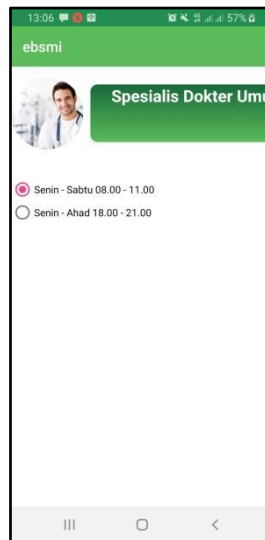 13:06 57%
ebsmi
Spesialis Dokter Umu
Senin - Sabtu 08.00 - 11.00
Senin - Ahad 18.00 - 21.00